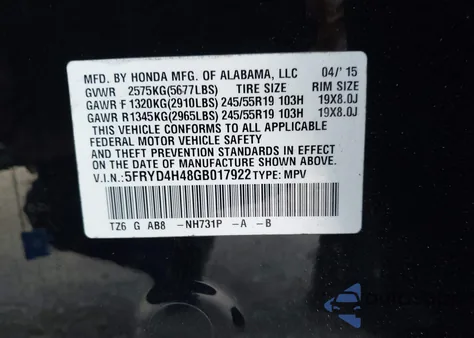 MFD. BY HONDA MFG. OF ALABAMA, LLC 04/'15
GVWR 2575KG(5677LBS) TIRE SIZE RIM SIZE
GAWR F 1320KG(2910LBS) 245/55R19 103H 19X8.0J
GAWR R 1345KG(2965LBS) 245/55R19 103H 19X8.0J
THIS VEHICLE CONFORMS TO ALL APPLICABLE
FEDERAL MOTOR VEHICLE SAFETY AND
THEFT PREVENTION STANDARDS IN EFFECT
ON THE DATE OF MANUFACTURE SHOWN ABOVE.
V.I.N.:5FRYD4H48GB017922 TYPE: MPV
TZ6 G AB8 -NH731P -A -B